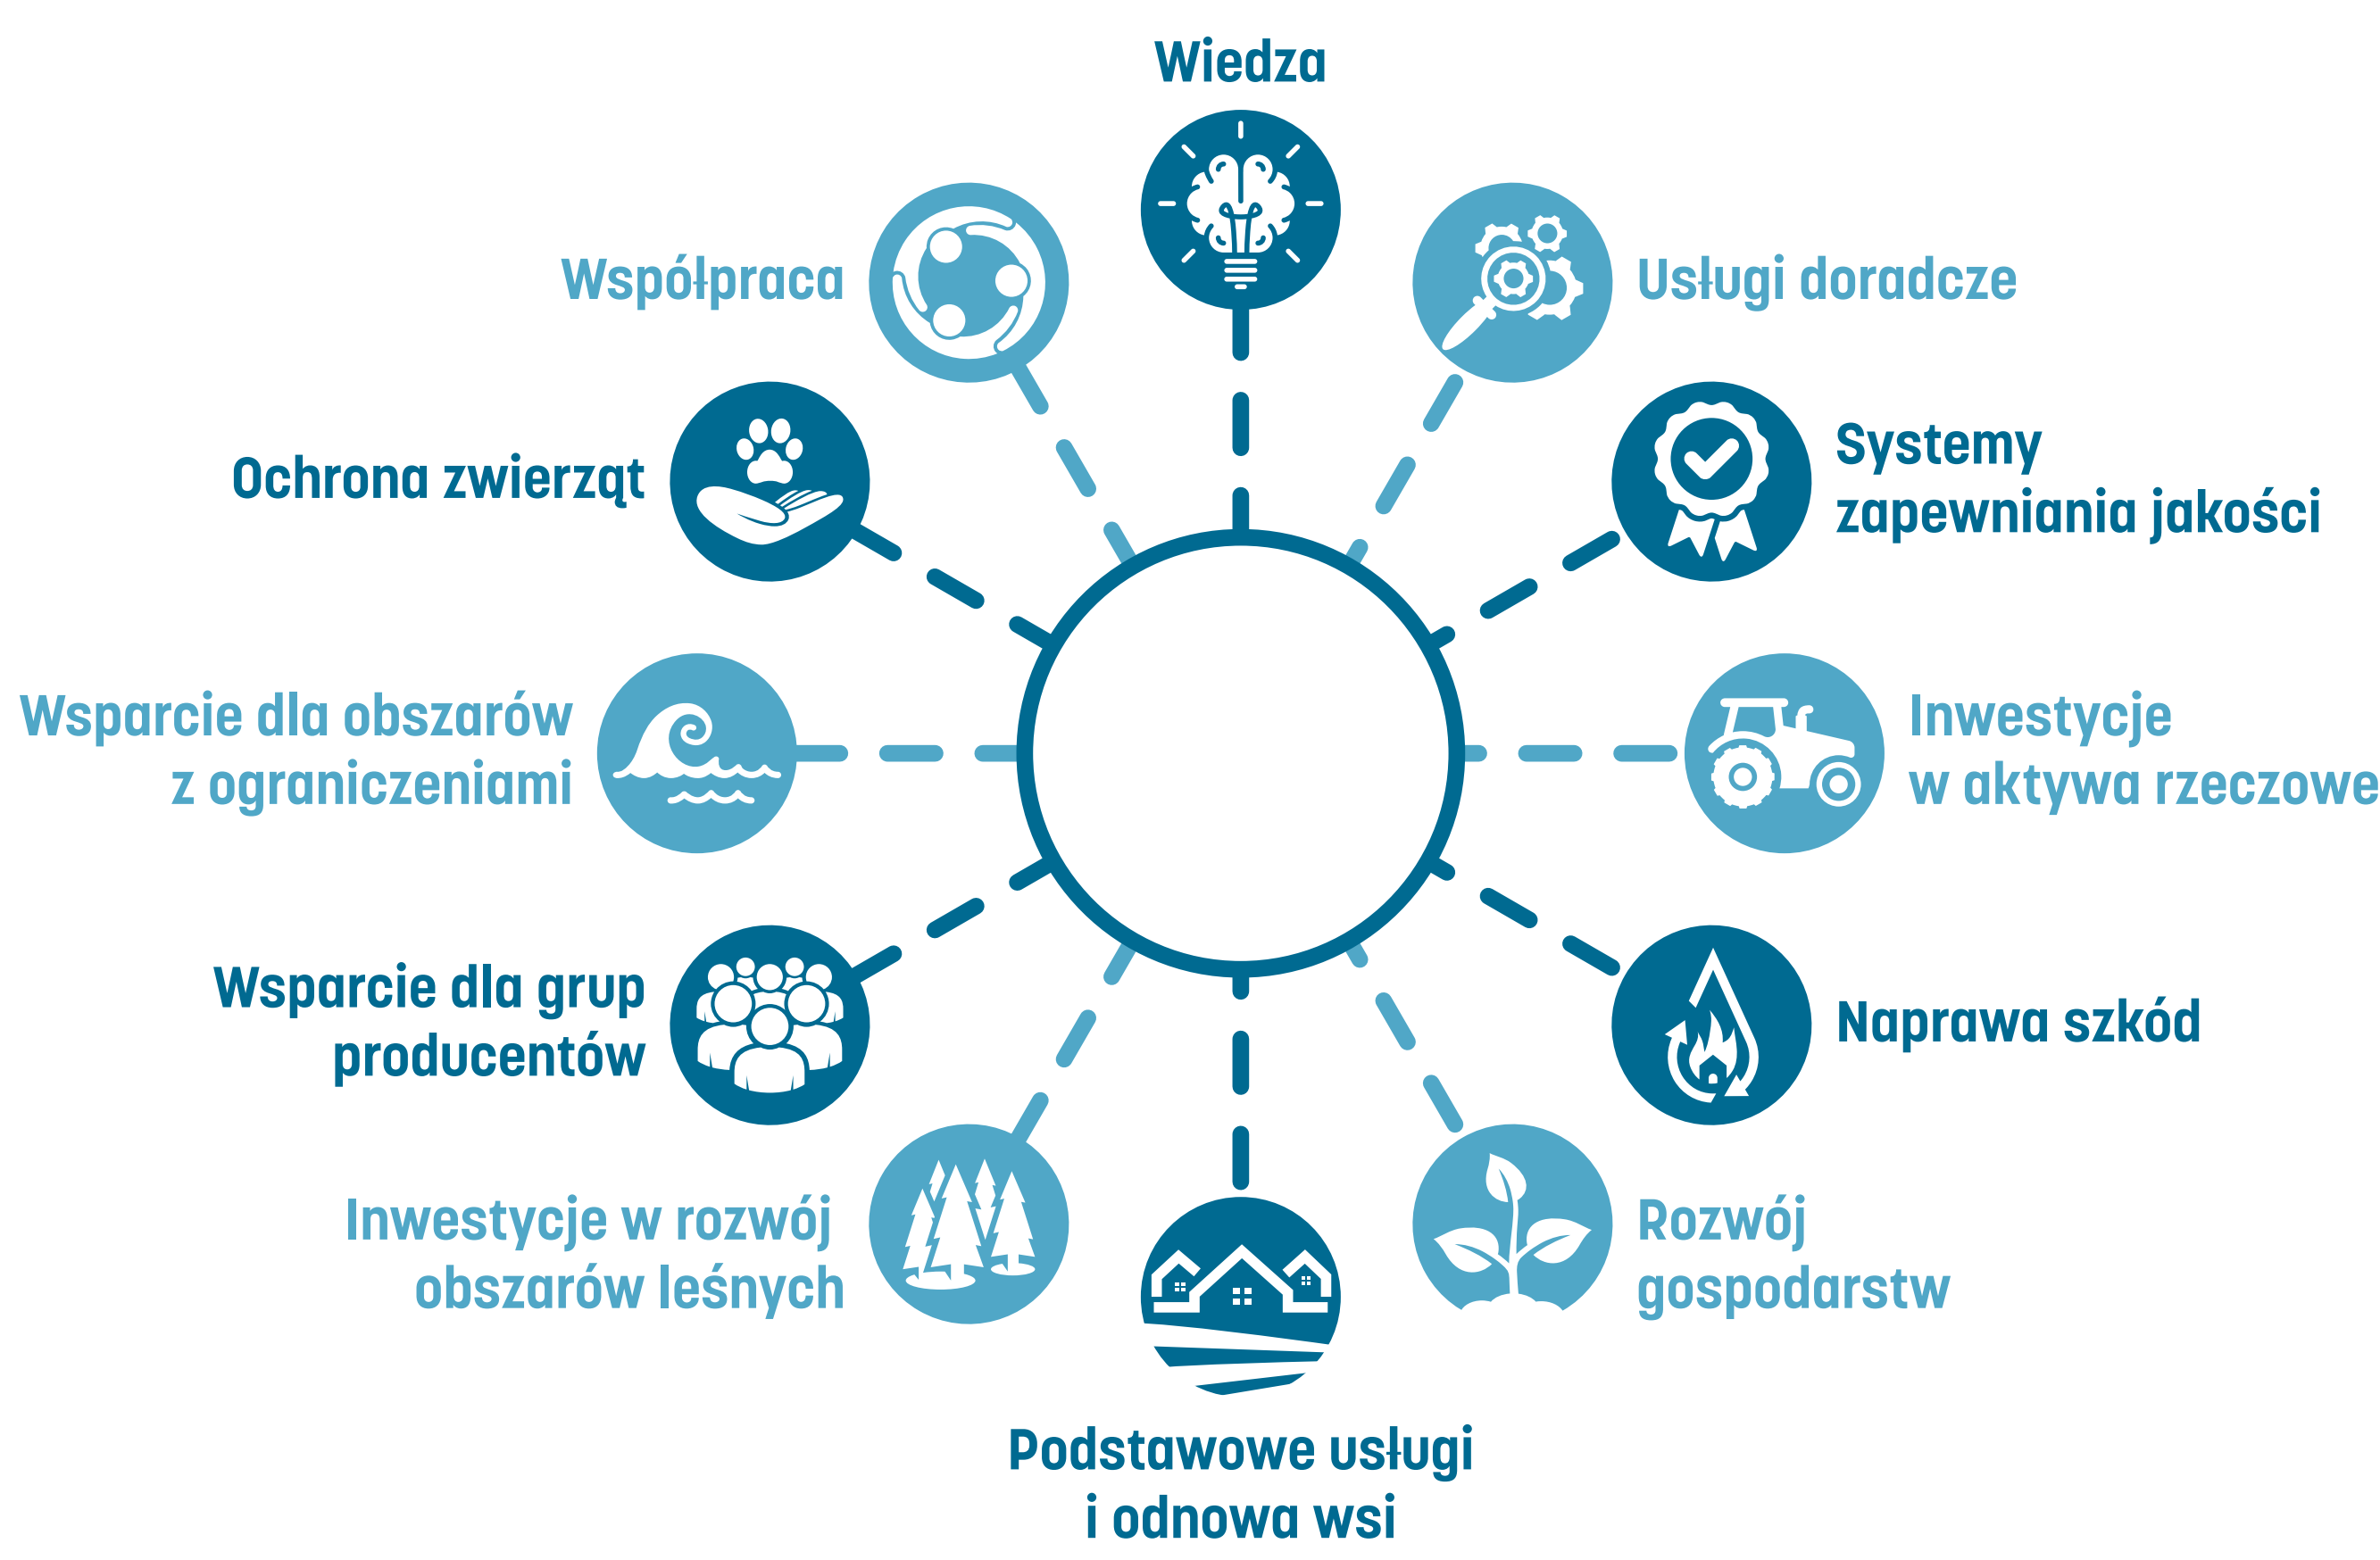 Wiedza
Usługi doradcze
Systemy
zapewniania jakości
Inwestycje
w aktywa rzeczowe
Naprawa szkód
Rozwój
gospodarstw
Podstawowe usługi
i odnowa wsi
Inwestycje w rozwój
obszarów leśnych
Wsparcie dla grup
producentów
Wsparcie dla obszarów
z ograniczeniami
Ochrona zwierząt
Współpraca